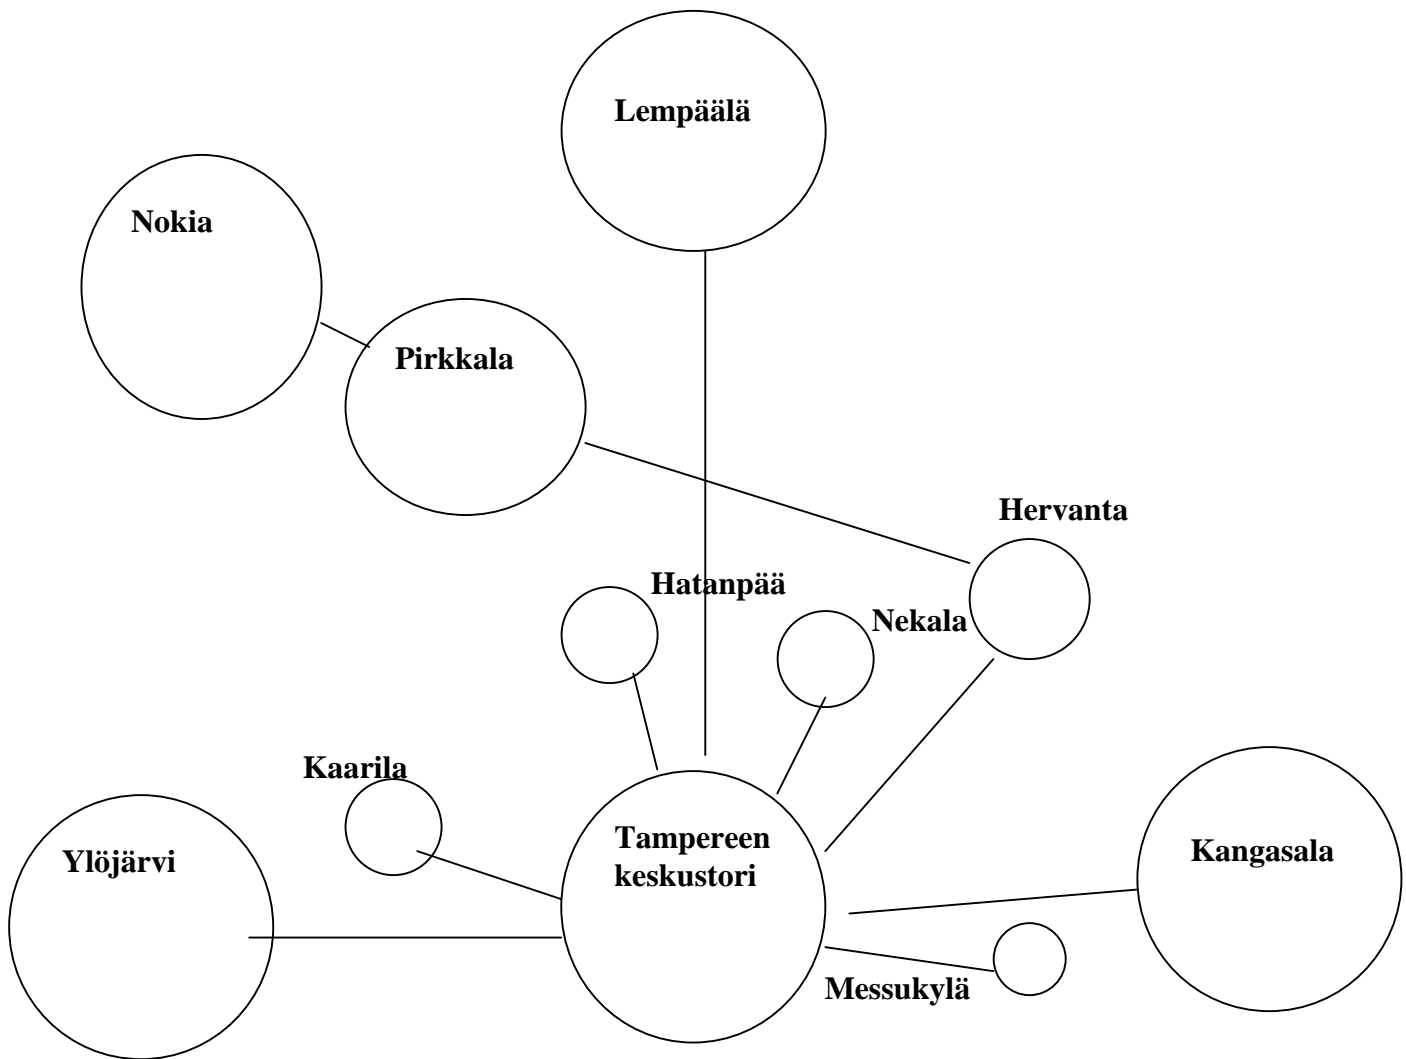 Lempäälä
Nokia
Pirkkala
Hervanta
Hatanpää
Nekala
Kaarila
Tampereen
keskustori
Ylöjärvi
Kangasala
Messukylä